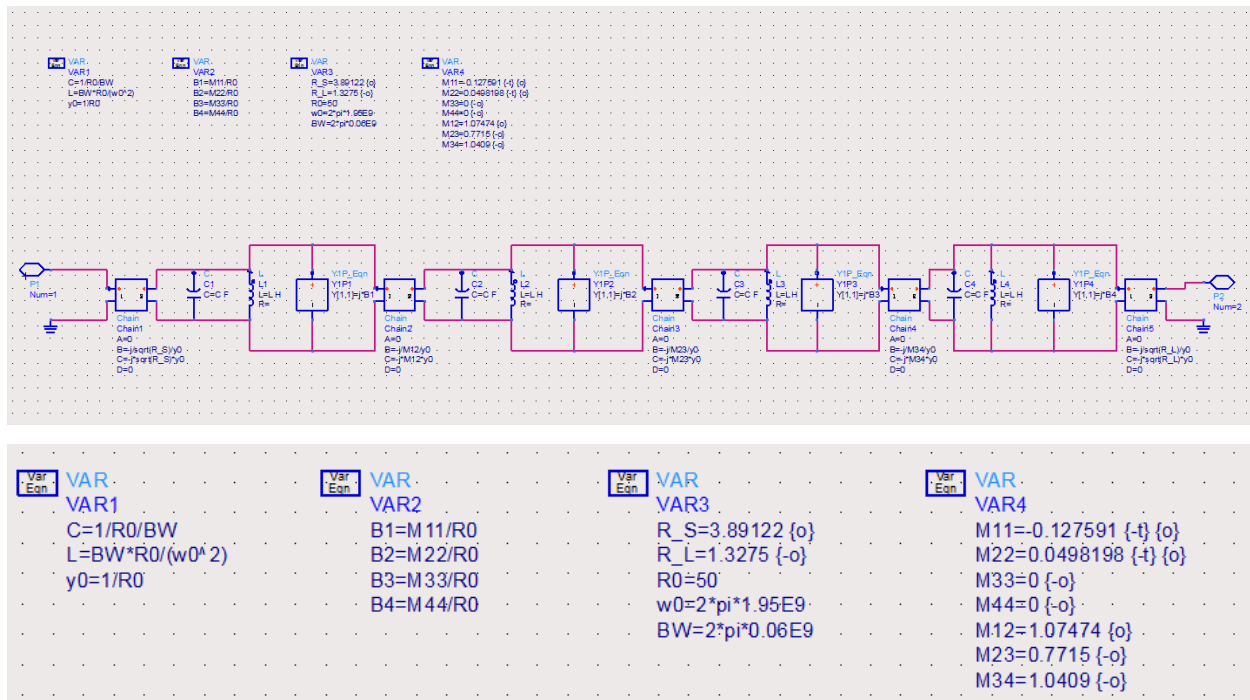 VAR
VAR1
C=1/R0/BW
L=BW*R0/(w0^2)
y0=1/R0
VAR
VAR2
B1=M11/R0
B2=M22/R0
B3=M33/R0
B4=M44/R0
VAR
VAR3
R_S=3.89122 {o}
R_L=1.3275 {-o}
R0=50
w0=2*pi*1.95E9
BW=2*pi*0.06E9
VAR
VAR4
M11=-0.127591 {-t} {o}
M22=0.0498198 {-t} {o}
M33=0 {-o}
M44=0 {-o}
M12=1.07474 {o}
M23=0.7715 {-o}
M34=1.0409 {-o}
P1
Num=1
Chain
Chain1
A=0
B=-j/sqrt(R_S)/y0
C=-j*sqrt(R_S)*y0
D=0
C
C1
C=C F
L
L1
L=L H
R=
Y1P_Eqn
Y1P1
Y[1,1]=j*B1
Chain
Chain2
A=0
B=-j/M12/y0
C=-j*M12*y0
D=0
C
C2
C=C F
L
L2
L=L H
R=
Y1P_Eqn
Y1P2
Y[1,1]=j*B2
Chain
Chain3
A=0
B=-j/M23/y0
C=-j*M23*y0
D=0
C
C3
C=C F
L
L3
L=L H
R=
Y1P_Eqn
Y1P3
Y[1,1]=j*B3
Chain
Chain4
A=0
B=-j/M34/y0
C=-j*M34*y0
D=0
C
C4
C=C F
L
L4
L=L H
R=
Y1P_Eqn
Y1P4
Y[1,1]=j*B4
Chain
Chain5
A=0
B=-j/sqrt(R_L)/y0
C=-j*sqrt(R_L)*y0
D=0
P2
Num=2
Var
Eqn
VAR
VAR1
C=1/R0/BW
L=BW*R0/(w0^2)
y0=1/R0
Var
Eqn
VAR
VAR2
B1=M11/R0
B2=M22/R0
B3=M33/R0
B4=M44/R0
Var
Eqn
VAR
VAR3
R_S=3.89122 {o}
R_L=1.3275 {-o}
R0=50
w0=2*pi*1.95E9
BW=2*pi*0.06E9
Var
Eqn
VAR
VAR4
M11=-0.127591 {-t} {o}
M22=0.0498198 {-t} {o}
M33=0 {-o}
M44=0 {-o}
M12=1.07474 {o}
M23=0.7715 {-o}
M34=1.0409 {-o}